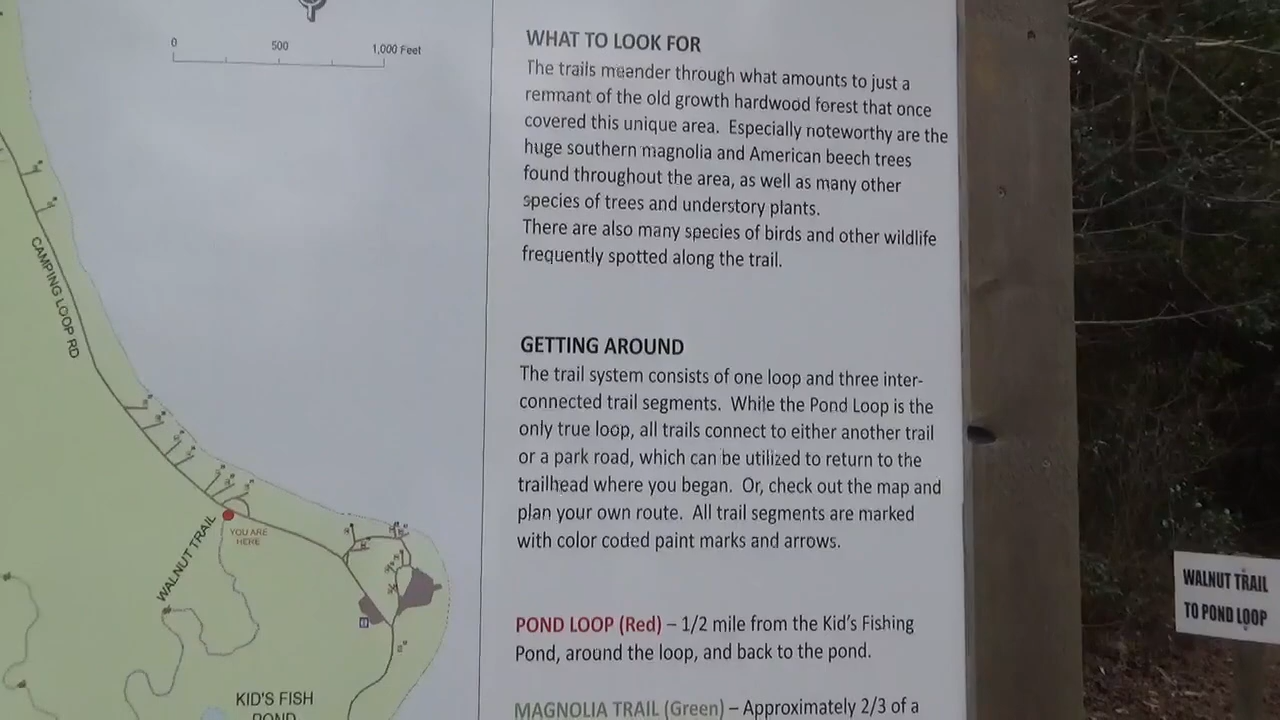 0 500 1,000 Feet
CAMPING LOOP RD
WALNUT TRAIL
YOU ARE
HERE
KID'S FISH
POND
WHAT TO LOOK FOR
The trails meander through what amounts to just a
remnant of the old growth hardwood forest that once
covered this unique area. Especially noteworthy are the
huge southern magnolia and American beech trees
found throughout the area, as well as many other
species of trees and understory plants.
There are also many species of birds and other wildlife
frequently spotted along the trail.
GETTING AROUND
The trail system consists of one loop and three inter-
connected trail segments. While the Pond Loop is the
only true loop, all trails connect to either another trail
or a park road, which can be utilized to return to the
trailhead where you began. Or, check out the map and
plan your own route. All trail segments are marked
with color coded paint marks and arrows.
POND LOOP (Red) – 1/2 mile from the Kid's Fishing
Pond, around the loop, and back to the pond.
MAGNOLIA TRAIL (Green) – Approximately 2/3 of a
WALNUT TRAIL
TO POND LOOP